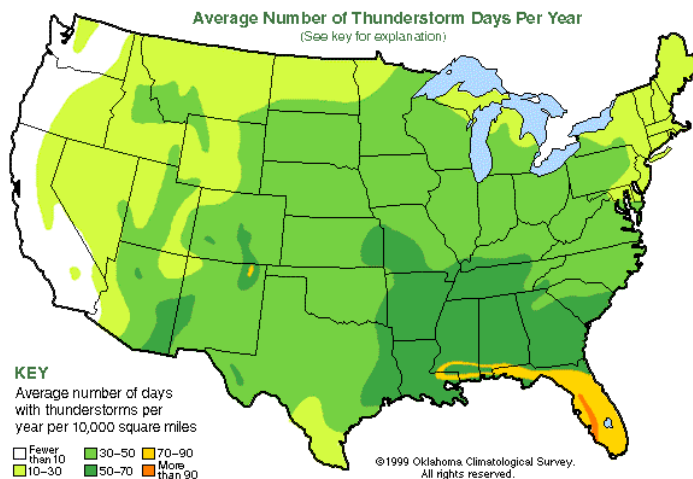 Average Number of Thunderstorm Days Per Year
(See key for explanation)
KEY
Average number of days
with thunderstorms per
year per 10,000 square miles
Fewer
than 10
30-50
70-90
10-30
50-70
More
than 90
©1999 Oklahoma Climatological Survey.
All rights reserved.